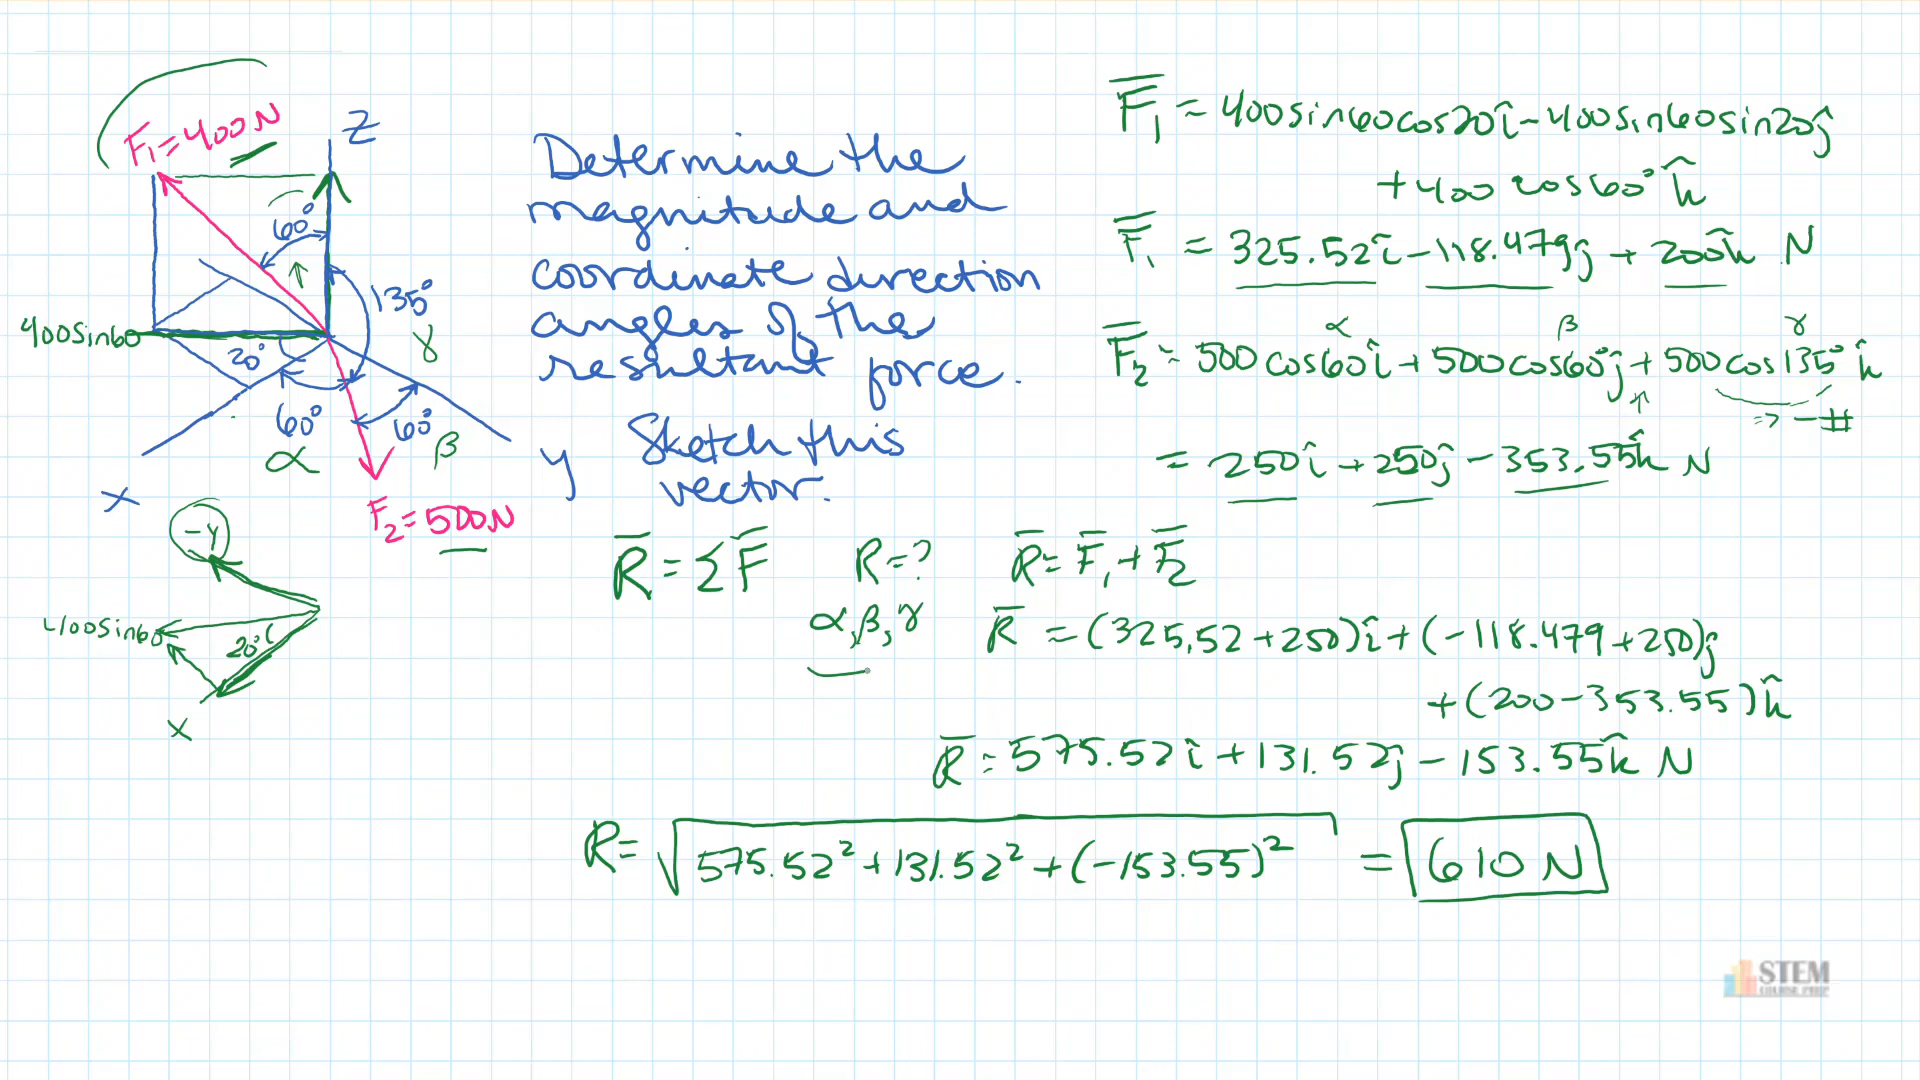 F₁=400N
Z
60°
135°
γ
400sin60
20°
60°
60°
α
β
x
y
F₂=500N
-Y
400sin60
20°
x
Determine the
magnitude and
coordinate direction
angles of the
resultant force.
Sketch this
vector.
F̅₁ = 400sin60cos20î-400sin60sin20ĵ
+400 cos60° k̂
F̅₁ = 325.52î-118.479ĵ+200k̂ N
α β γ
F̅₂ = 500cos60î+500cos60°ĵ+500cos135°k̂
=> -#
= 250î+250ĵ-353.55k̂ N
R̅=ΣF̅ R=? R̅=F̅₁+F̅₂
α,β,γ
R̅ =(325.52+250)î+(-118.479+250)ĵ
+(200-353.55)k̂
R̅=575.52î+131.52ĵ-153.55k̂ N
R=√575.52²+131.52²+(-153.55)² = 610 N
STEM
COURSE PREP